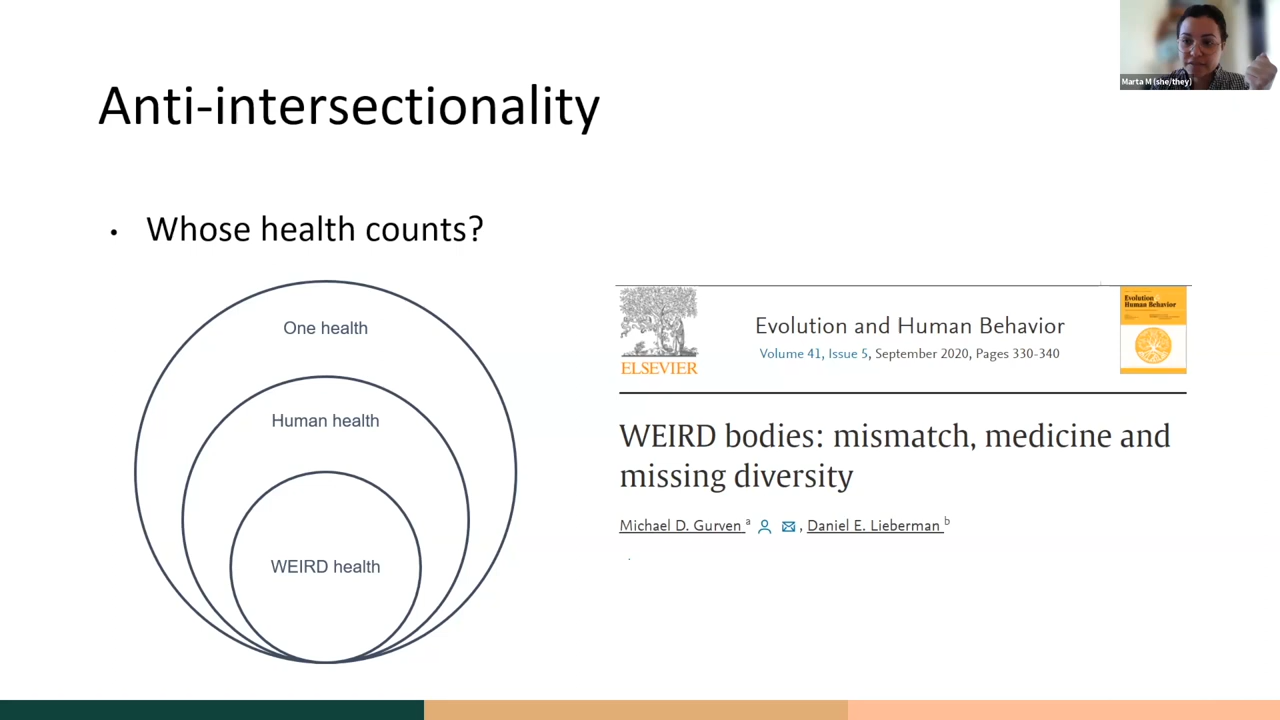 Marta M (she/they)
Anti-intersectionality
• Whose health counts?
One health
Human health
WEIRD health
ELSEVIER
Evolution and Human Behavior
Volume 41, Issue 5, September 2020, Pages 330-340
Evolution
Human Behavior
WEIRD bodies: mismatch, medicine and
missing diversity
Michael D. Gurven a , Daniel E. Lieberman b